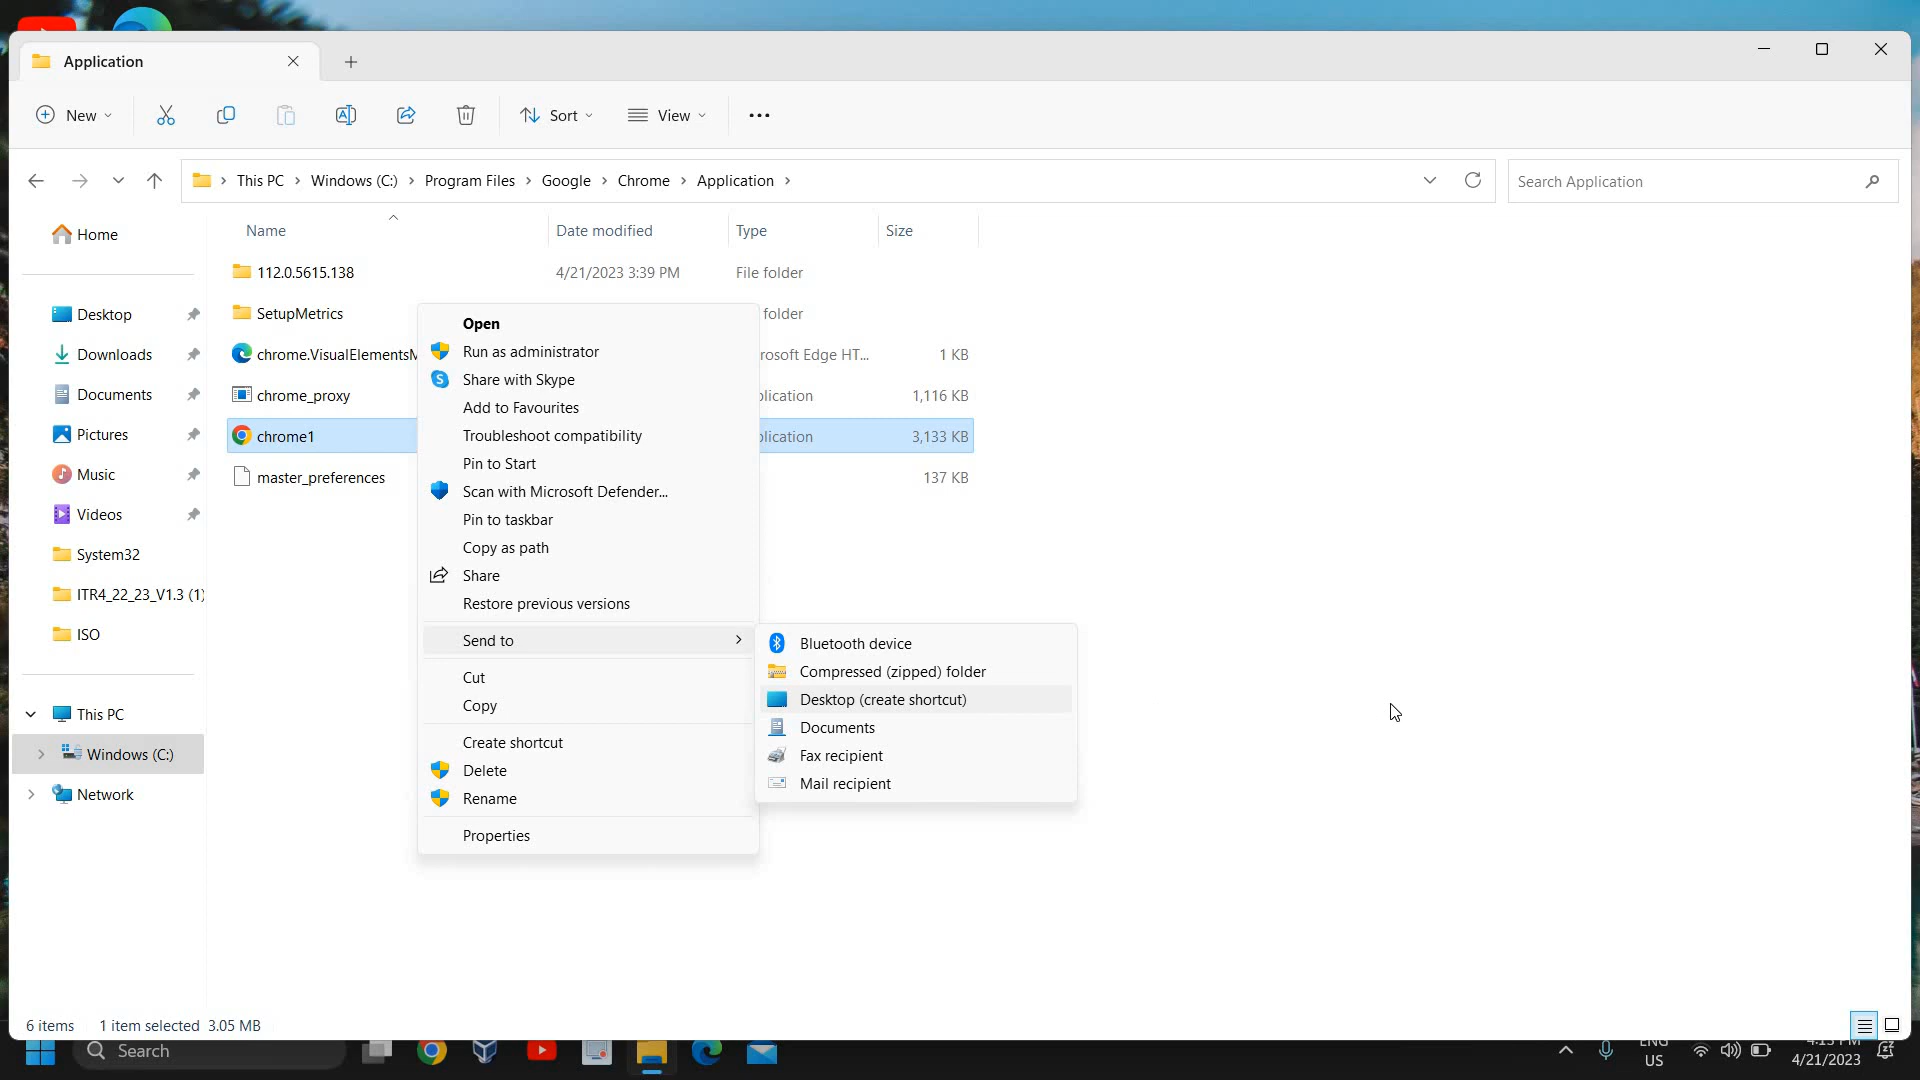 Application
New
Sort
View
This PC
Windows (C:)
Program Files
Google
Chrome
Application
Search Application
Home
Name
Date modified
Type
Size
112.0.5615.138
4/21/2023 3:39 PM
File folder
Desktop
SetupMetrics
folder
Downloads
chrome.VisualElementsM
rosoft Edge HT...
1 KB
Documents
chrome_proxy
plication
1,116 KB
Pictures
chrome1
plication
3,133 KB
Music
master_preferences
137 KB
Videos
System32
ITR4_22_23_V1.3 (1)
ISO
This PC
Windows (C:)
Network
Open
Run as administrator
Share with Skype
Add to Favourites
Troubleshoot compatibility
Pin to Start
Scan with Microsoft Defender...
Pin to taskbar
Copy as path
Share
Restore previous versions
Send to
Cut
Copy
Create shortcut
Delete
Rename
Properties
Bluetooth device
Compressed (zipped) folder
Desktop (create shortcut)
Documents
Fax recipient
Mail recipient
6 items
1 item selected 3.05 MB
Search
ENG
US
4:13 PM
4/21/2023